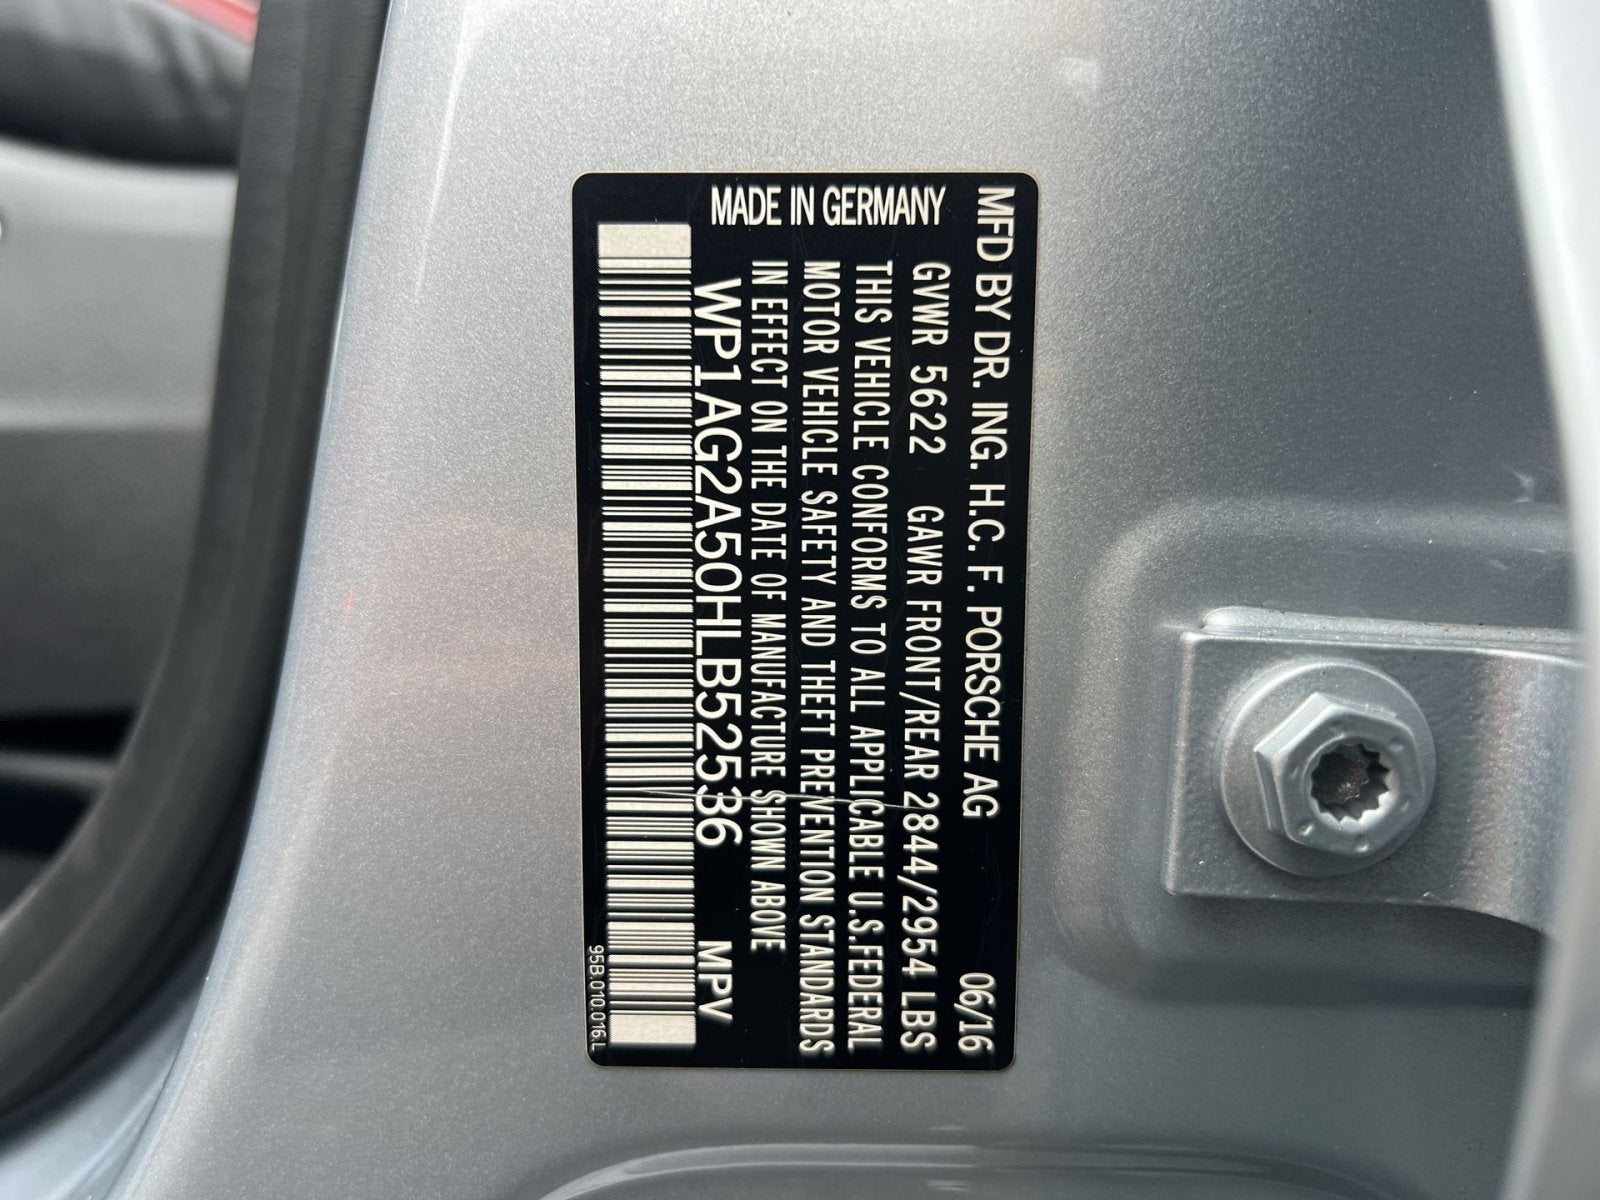 MFD BY DR. ING. H.C. F. PORSCHE AG 06/16
GVWR 5622 GAWR FRONT/REAR 2844/2954 LBS
THIS VEHICLE CONFORMS TO ALL APPLICABLE U.S.FEDERAL
MOTOR VEHICLE SAFETY AND THEFT PREVENTION STANDARDS
IN EFFECT ON THE DATE OF MANUFACTURE SHOWN ABOVE
WP1AG2A50HLB52536 MPV
95B.010.016.L
MADE IN GERMANY